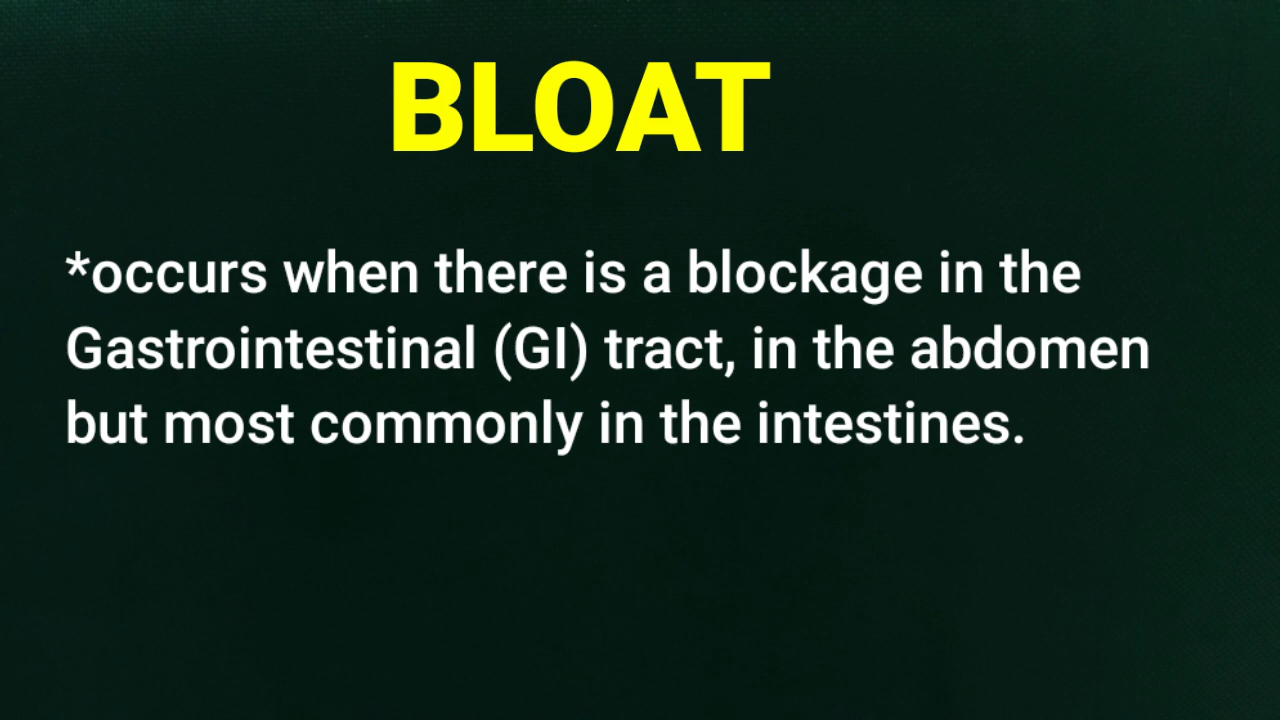 BLOAT
*occurs when there is a blockage in the
Gastrointestinal (GI) tract, in the abdomen
but most commonly in the intestines.